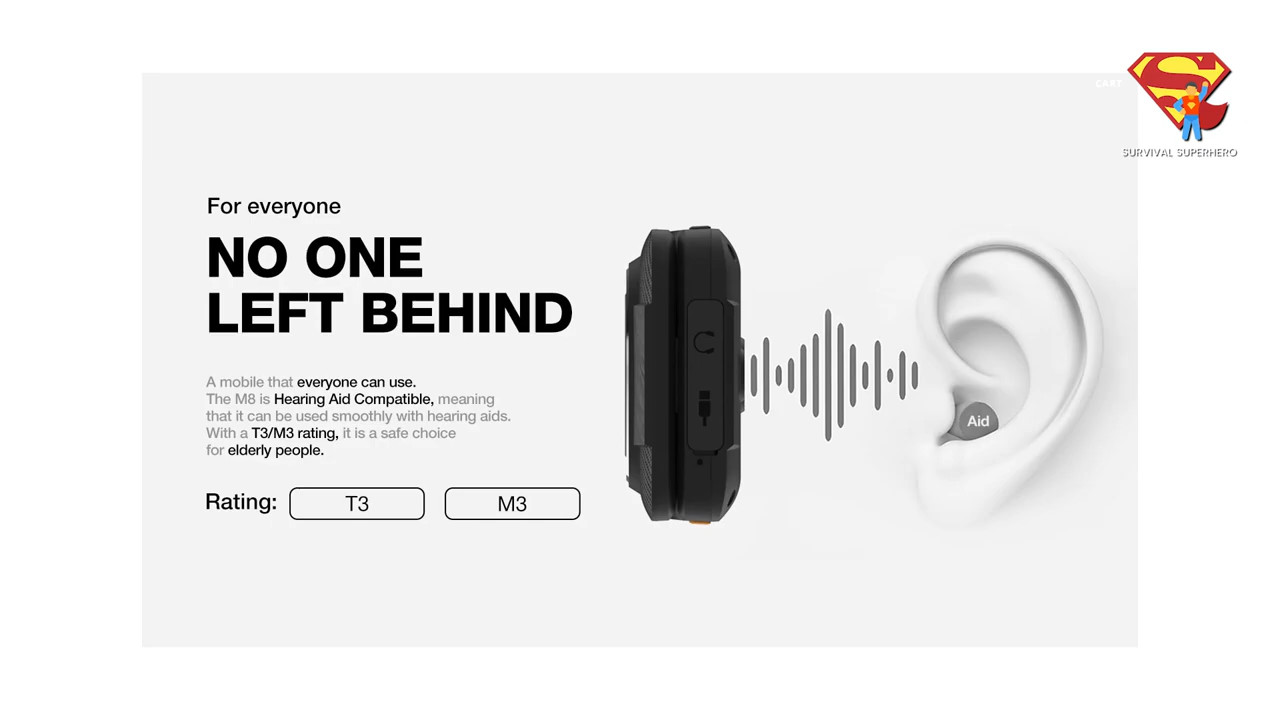 CART
SURVIVAL SUPERHERO
For everyone
NO ONE
LEFT BEHIND
A mobile that everyone can use.
The M8 is Hearing Aid Compatible, meaning
that it can be used smoothly with hearing aids.
With a T3/M3 rating, it is a safe choice
for elderly people.
Rating: T3 M3
Aid